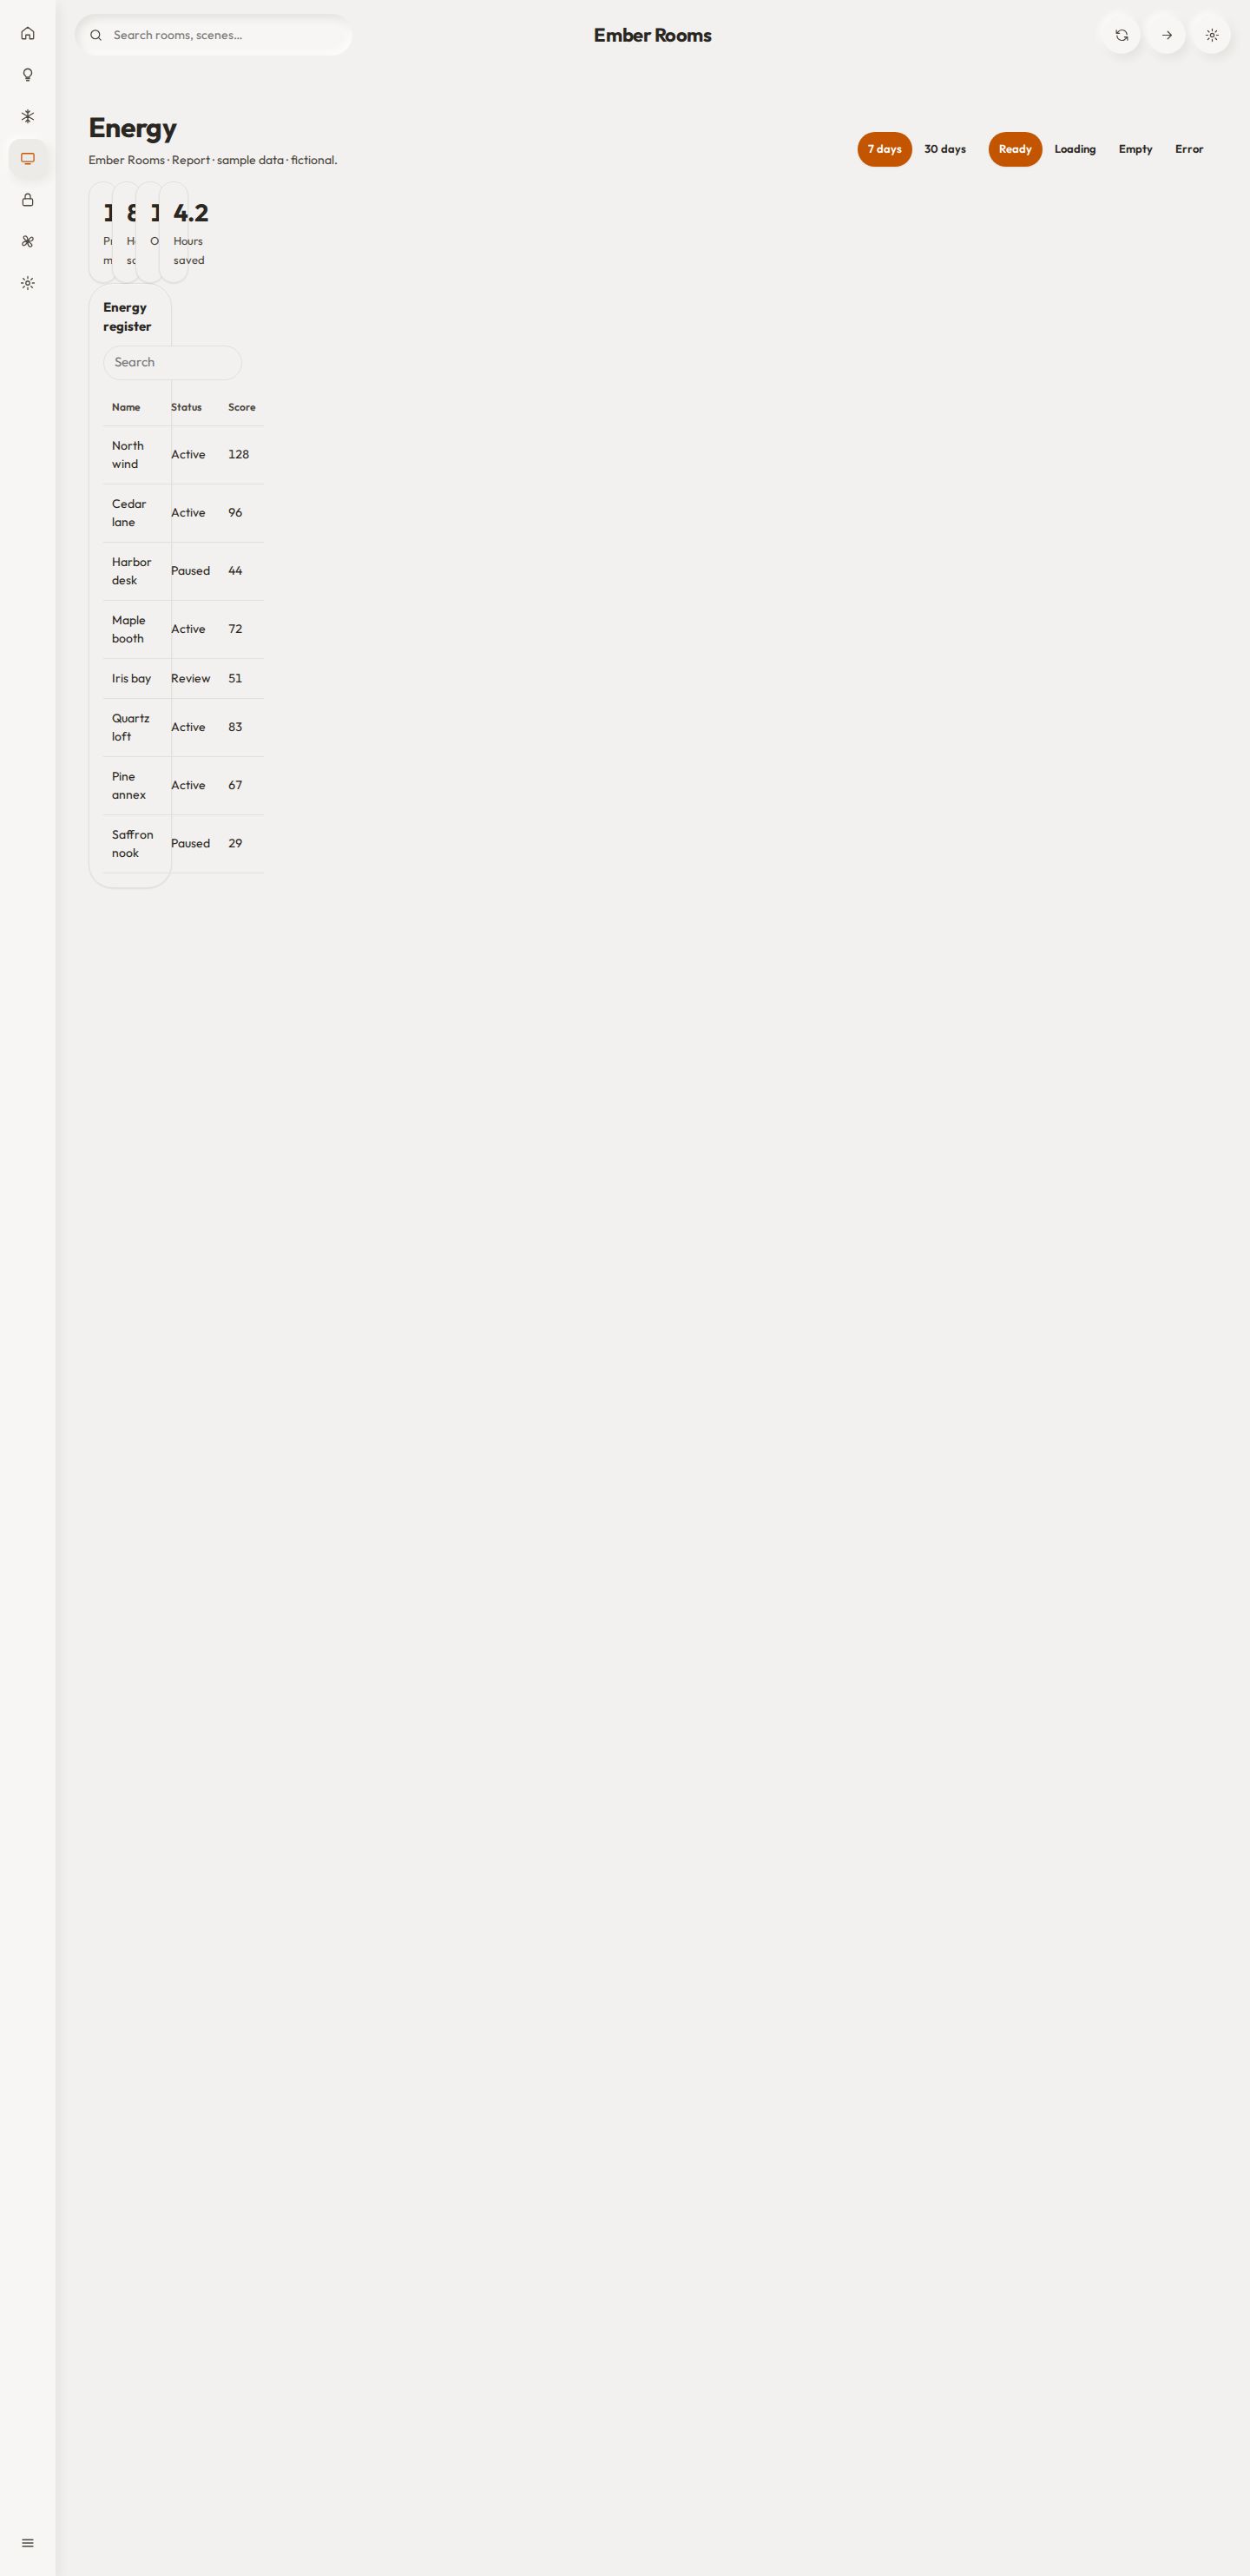 Search rooms, scenes...
Ember Rooms
Energy
Ember Rooms · Report · sample data · fictional.
7 days
30 days
Ready
Loading
Empty
Error
4.2
Hours
saved
Energy
register
Search
Name Status Score
North
wind
Active 128
Cedar
lane
Active 96
Harbor
desk
Paused 44
Maple
booth
Active 72
Iris bay Review 51
Quartz
loft
Active 83
Pine
annex
Active 67
Saffron
nook
Paused 29